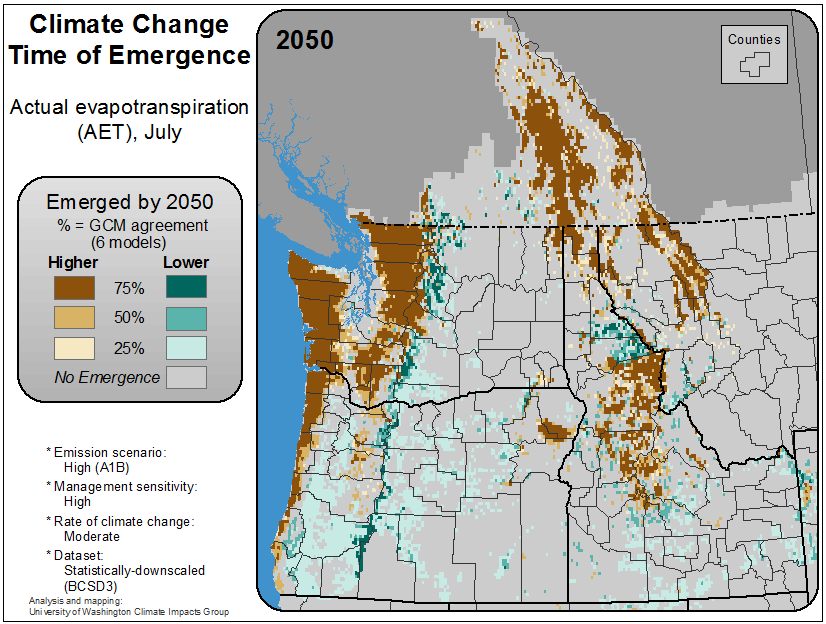 Climate Change
Time of Emergence
Actual evapotranspiration
(AET), July
Emerged by 2050
% = GCM agreement
(6 models)
Higher Lower
75%
50%
25%
No Emergence
* Emission scenario:
High (A1B)
* Management sensitivity:
High
* Rate of climate change:
Moderate
* Dataset:
Statistically-downscaled
(BCSD3)
Analysis and mapping:
University of Washington Climate Impacts Group
2050
Counties